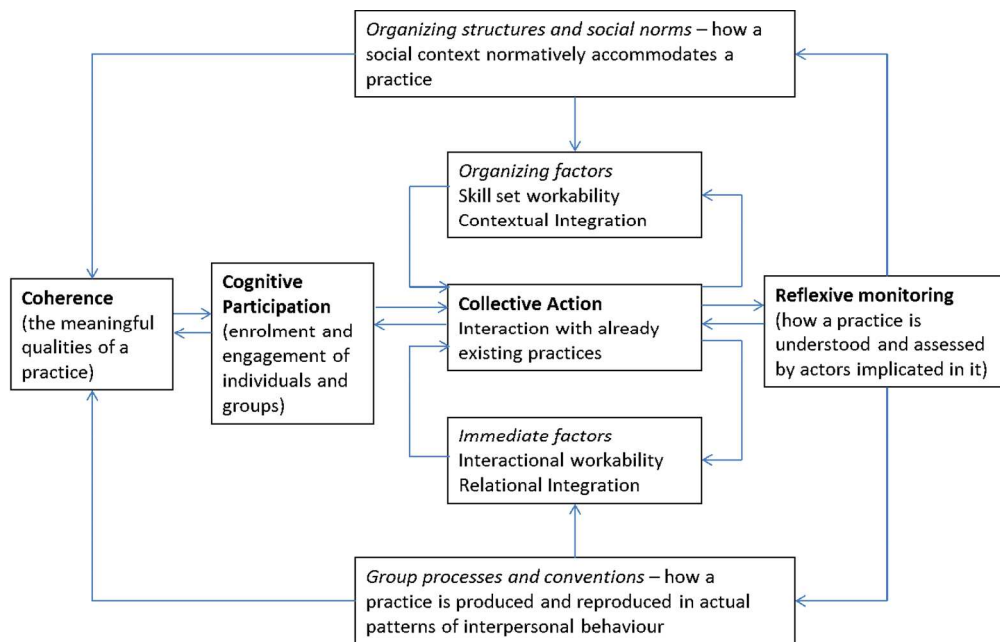 Organizing structures and social norms – how a
social context normatively accommodates a
practice
Organizing factors
Skill set workability
Contextual Integration
Coherence
(the meaningful
qualities of a
practice)
Cognitive
Participation
(enrolment and
engagement of
individuals and
groups)
Collective Action
Interaction with already
existing practices
Reflexive monitoring
(how a practice is
understood and assessed
by actors implicated in it)
Immediate factors
Interactional workability
Relational Integration
Group processes and conventions – how a
practice is produced and reproduced in actual
patterns of interpersonal behaviour